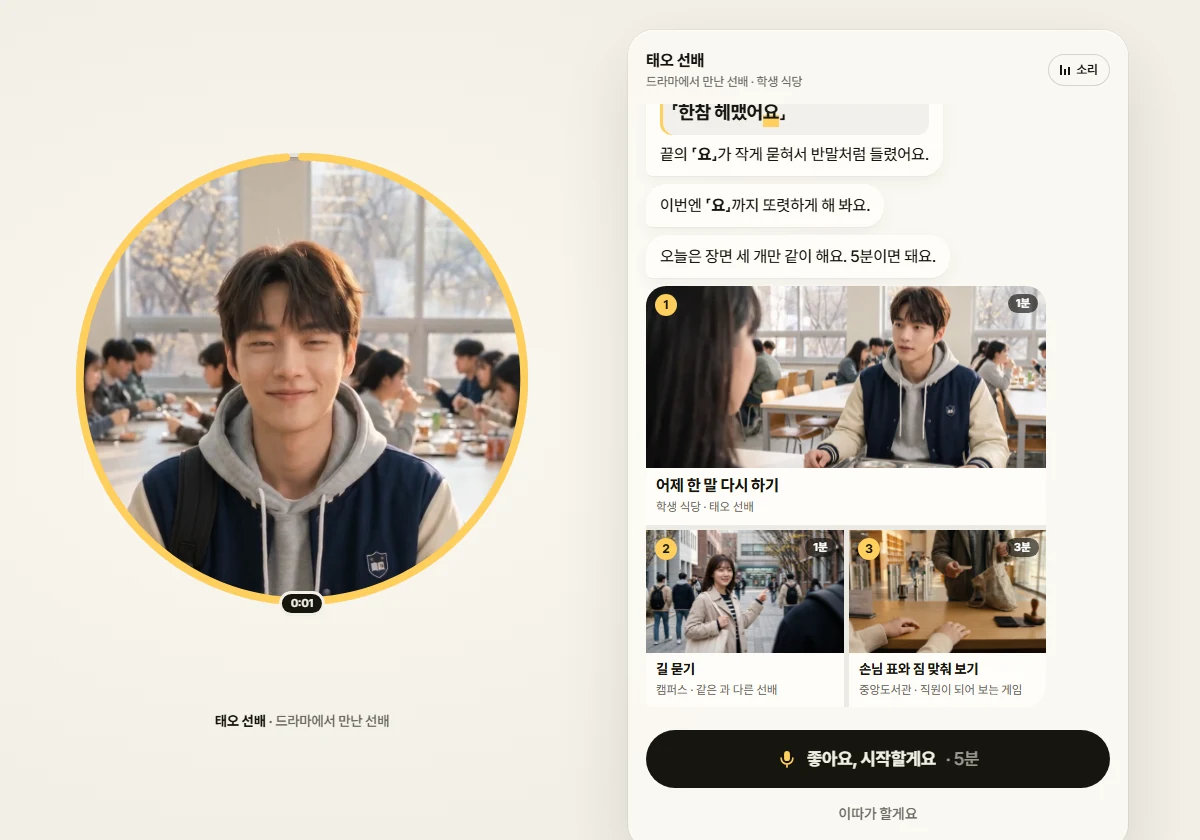 태오 선배
드라마에서 만난 선배 · 학생 식당
소리
「한참 헤맸어요」
끝의 「요」가 작게 묻혀서 반말처럼 들렸어요.
이번엔 「요」까지 또렷하게 해 봐요.
오늘은 장면 세 개만 같이 해요. 5분이면 돼요.
1
1분
어제 한 말 다시 하기
학생 식당 · 태오 선배
2
1분
3
3분
길 묻기
캠퍼스 · 같은 과 다른 선배
손님 표와 짐 맞춰 보기
중앙도서관 · 직원이 되어 보는 게임
좋아요, 시작할게요 · 5분
이따가 할게요
0:01
태오 선배 · 드라마에서 만난 선배